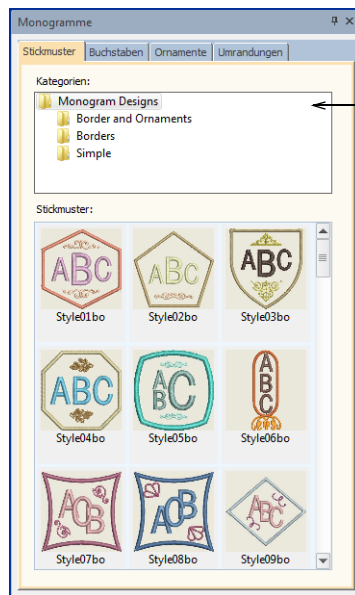 Monogramme
Stickmuster Buchstaben Ornamente Umrandungen
Kategorien:
Monogram Designs
Border and Ornaments
Borders
Simple
Stickmuster:
ABC ABC ABC
Style01bo Style02bo Style03bo
ABC ABC ABC
Style04bo Style05bo Style06bo
AOB AOB ABC
Style07bo Style08bo Style09bo